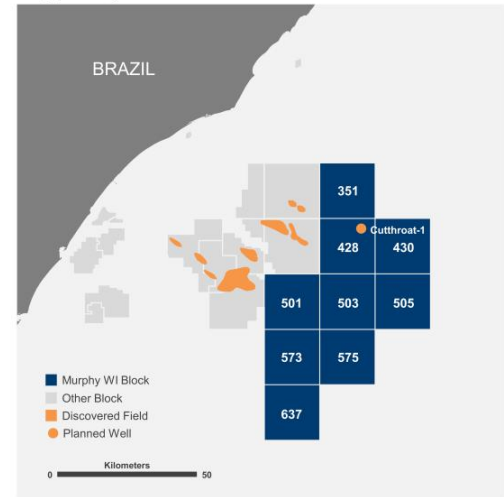 BRAZIL
351
Cutthroat-1
428
430
501
503
505
573
575
637
Murphy WI Block
Other Block
Discovered Field
Planned Well
Kilometers
0
50